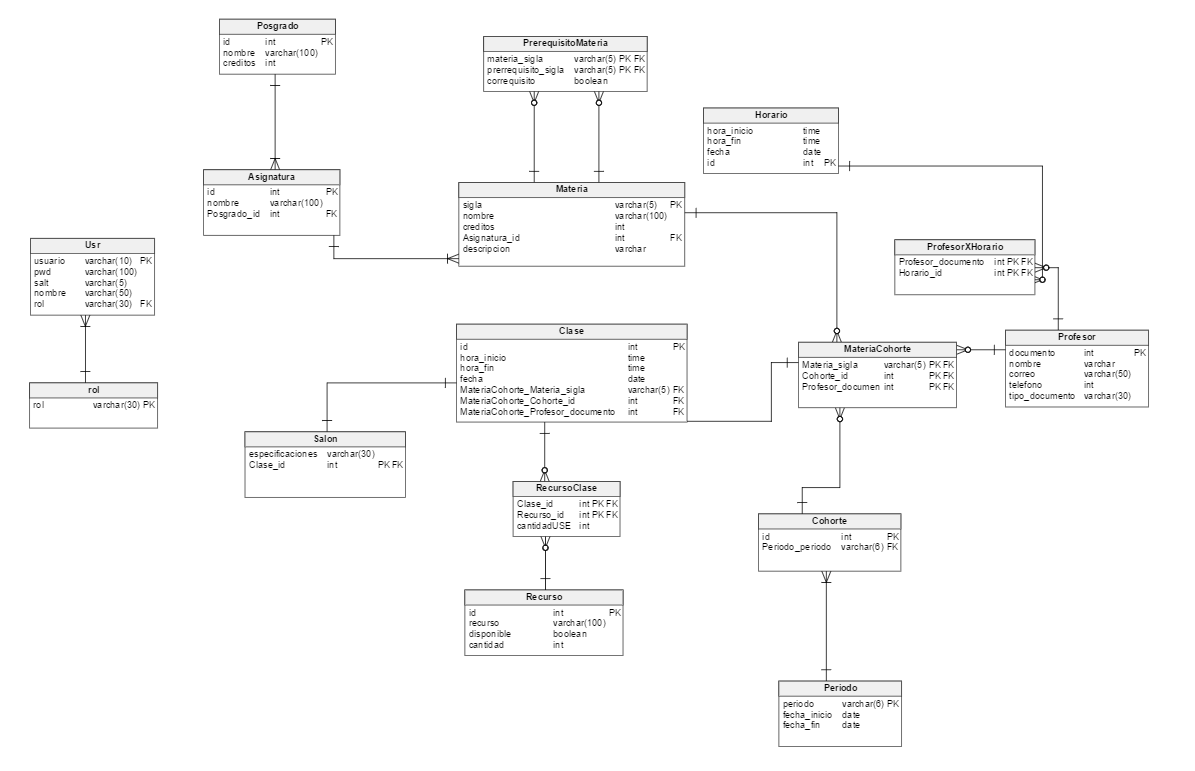 Posgrado
id int PK
nombre varchar(100)
creditos int
PrerequisitoMateria
materia_sigla varchar(5) PK FK
prerrequisito_sigla varchar(5) PK FK
correquisito boolean
Horario
hora_inicio time
hora_fin time
fecha date
id int PK
Asignatura
id int PK
nombre varchar(100)
Posgrado_id int FK
Materia
sigla varchar(5) PK
nombre varchar(100)
creditos int
Asignatura_id int FK
descripcion varchar
Usr
usuario varchar(10) PK
pwd varchar(100)
salt varchar(5)
nombre varchar(50)
rol varchar(30) FK
ProfesorXHorario
Profesor_documento int PK FK
Horario_id int PK FK
Clase
id int PK
hora_inicio time
hora_fin time
fecha date
MateriaCohorte_Materia_sigla varchar(5) FK
MateriaCohorte_Cohorte_id int FK
MateriaCohorte_Profesor_documento int FK
MateriaCohorte
Materia_sigla varchar(5) PK FK
Cohorte_id int PK FK
Profesor_documen int PK FK
Profesor
documento int PK
nombre varchar
correo varchar(50)
telefono int
tipo_documento varchar(30)
rol
rol varchar(30) PK
Salon
especificaciones varchar(30)
Clase_id int PK FK
RecursoClase
Clase_id int PK FK
Recurso_id int PK FK
cantidadUSE int
Cohorte
id int PK
Periodo_periodo varchar(6) FK
Recurso
id int PK
recurso varchar(100)
disponible boolean
cantidad int
Periodo
periodo varchar(6) PK
fecha_inicio date
fecha_fin date